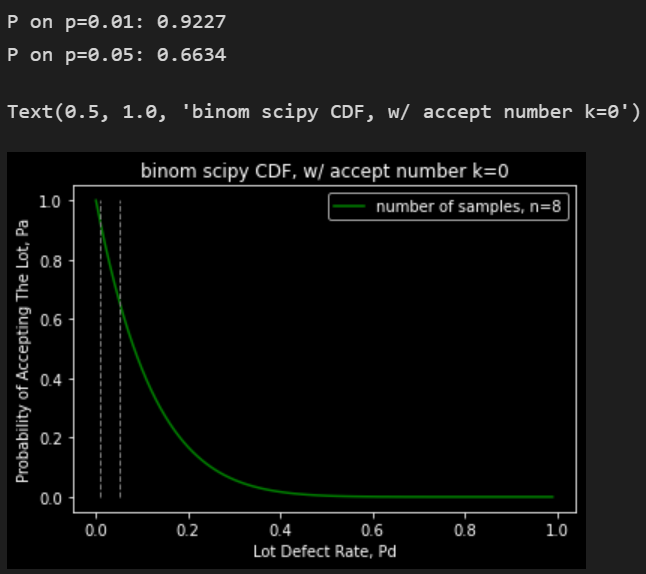 P on p=0.01: 0.9227
P on p=0.05: 0.6634
Text(0.5, 1.0, 'binom scipy CDF, w/ accept number k=0')
binom scipy CDF, w/ accept number k=0
number of samples, n=8
Probability of Accepting The Lot, Pa
1.0
0.8
0.6
0.4
0.2
0.0
0.0 0.2 0.4 0.6 0.8 1.0
Lot Defect Rate, Pd